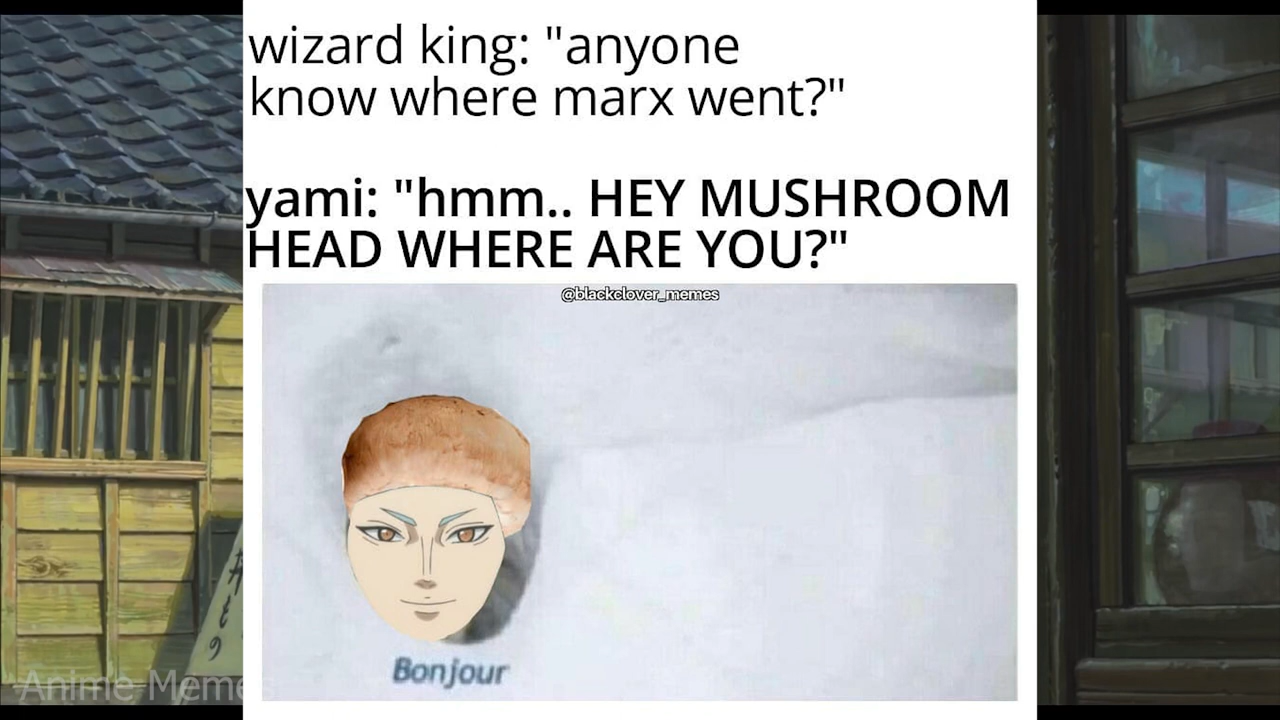 wizard king: "anyone
know where marx went?"
yami: "hmm.. HEY MUSHROOM
HEAD WHERE ARE YOU?"
@blackclover_memes
Bonjour
Anime Memes